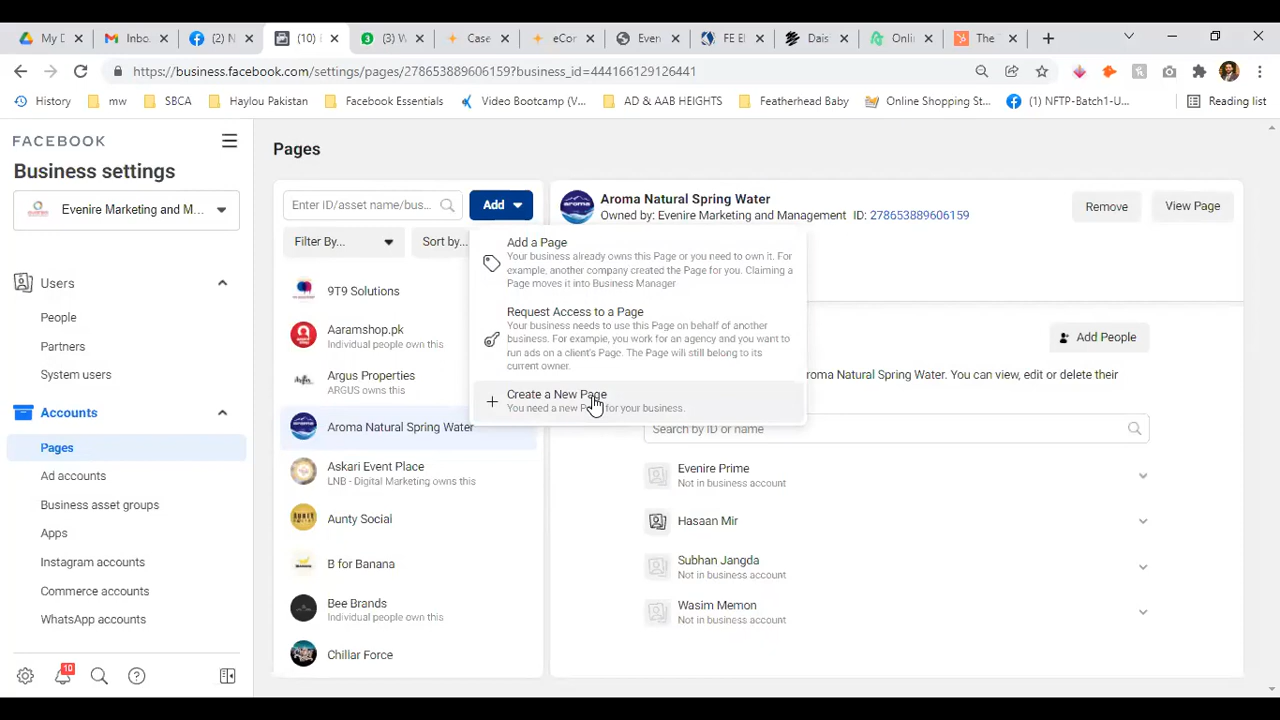 My D
Inbo.
(2) N
(10)
(3) W
Case
eCor
Ever
FE El
Dais
Onli
The
https://business.facebook.com/settings/pages/278653889606159?business_id=444166129126441
History
mw
SBCA
Haylou Pakistan
Facebook Essentials
Video Bootcamp (V...
AD & AAB HEIGHTS
Featherhead Baby
Online Shopping St...
(1) NFTP-Batch1-U...
Reading list
FACEBOOK
Business settings
Evenire Marketing and M...
Users
People
Partners
System users
Accounts
Pages
Ad accounts
Business asset groups
Apps
Instagram accounts
Commerce accounts
WhatsApp accounts
10
Pages
Enter ID/asset name/bus...
Add
Filter By...
Sort by...
9T9 Solutions
Aaramshop.pk
Individual people own this
Argus Properties
ARGUS owns this
Aroma Natural Spring Water
Askari Event Place
LNB - Digital Marketing owns this
Aunty Social
B for Banana
Bee Brands
Individual people own this
Chillar Force
Add a Page
Your business already owns this Page or you need to own it. For
example, another company created the Page for you. Claiming a
Page moves it into Business Manager
Request Access to a Page
Your business needs to use this Page on behalf of another
business. For example, you work for an agency and you want to
run ads on a client's Page. The Page will still belong to its
current owner.
Create a New Page
You need a new for your business.
Aroma Natural Spring Water
Owned by: Evenire Marketing and Management ID: 278653889606159
Remove
View Page
Add People
roma Natural Spring Water. You can view, edit or delete their
Search by ID or name
Evenire Prime
Not in business account
Hasaan Mir
Subhan Jangda
Not in business account
Wasim Memon
Not in business account